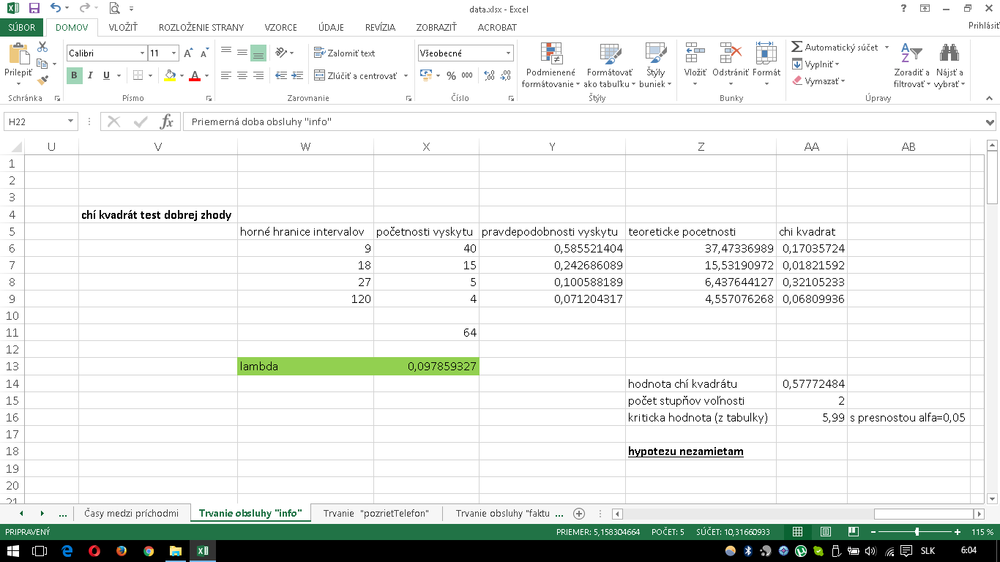 data.xlsx - Excel
SÚBOR DOMOV VLOŽIŤ ROZLOŽENIE STRANY VZORCE ÚDAJE REVÍZIA ZOBRAZIŤ ACROBAT Prihlásiť
Prilepiť
Schránka
Calibri 11
B I U
Písmo
Zalomiť text
Zlúčiť a centrovať
Zarovnanie
Všeobecné
% 000
Číslo
Podmienené formátovanie
Formátovať ako tabuľku
Štýly buniek
Štýly
Vložiť Odstrániť Formát
Bunky
Automatický súčet
Vyplniť
Vymazať
Zoradiť a filtrovať
Nájsť a vybrať
Úpravy
H22 fx Priemerná doba obsluhy "info"
U V W X Y Z AA AB
1
2
3
4 chí kvadrát test dobrej zhody
5 horné hranice intervalov početnosti vyskytu pravdepodobnosti vyskytu teoreticke pocetnosti chi kvadrat
6 9 40 0,585521404 37,47336989 0,17035724
7 18 15 0,242686089 15,53190972 0,01821592
8 27 5 0,100588189 6,437644127 0,32105233
9 120 4 0,071204317 4,557076268 0,06809936
10
11 64
12
13 lambda 0,097859327
14 hodnota chí kvadrátu 0,57772484
15 počet stupňov voľnosti 2
16 kriticka hodnota (z tabulky) 5,99 s presnostou alfa=0,05
17
18 hypotezu nezamietam
19
20
21
... Časy medzi príchodmi Trvanie obsluhy "info" Trvanie "pozrietTelefon" Trvanie obsluhy "faktu ...
PRIPRAVENÝ PRIEMER: 5,158304664 POČET: 5 SÚČET: 10,31660933 115 %
SLK 6:04